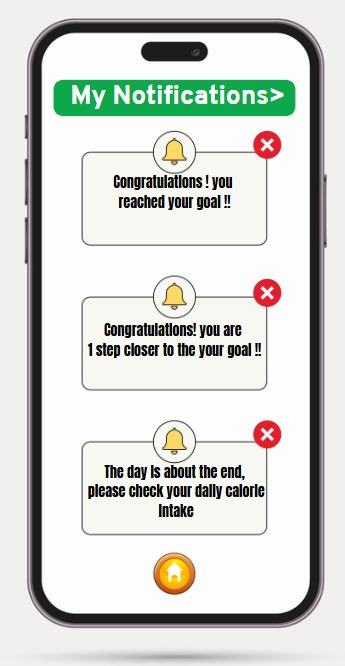 My Notifications>
Congratulations ! you
reached your goal !!
Congratulations! you are
1 step closer to the your goal !!
The day is about the end,
please check your daily calorie
intake